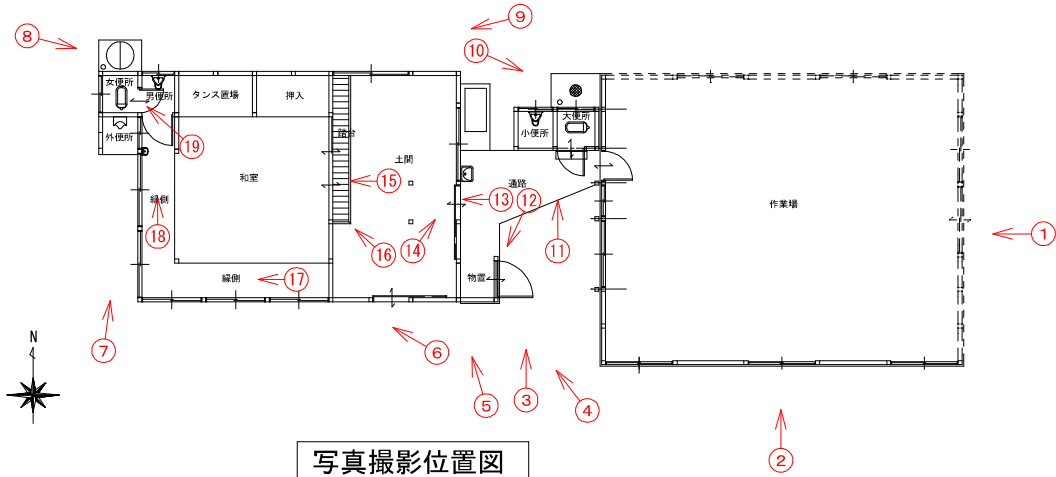 ⑨
⑧
⑩
女便所
男便所
タンス置場
押入
外便所
⑲
踏台
土間
小便所
大便所
和室
⑮
通路
⑬
⑫
縁側
⑱
⑯
⑭
⑪
作業場
①
縁側
⑰
物置
⑦
⑥
③
⑤
④
②
N
写真撮影位置図